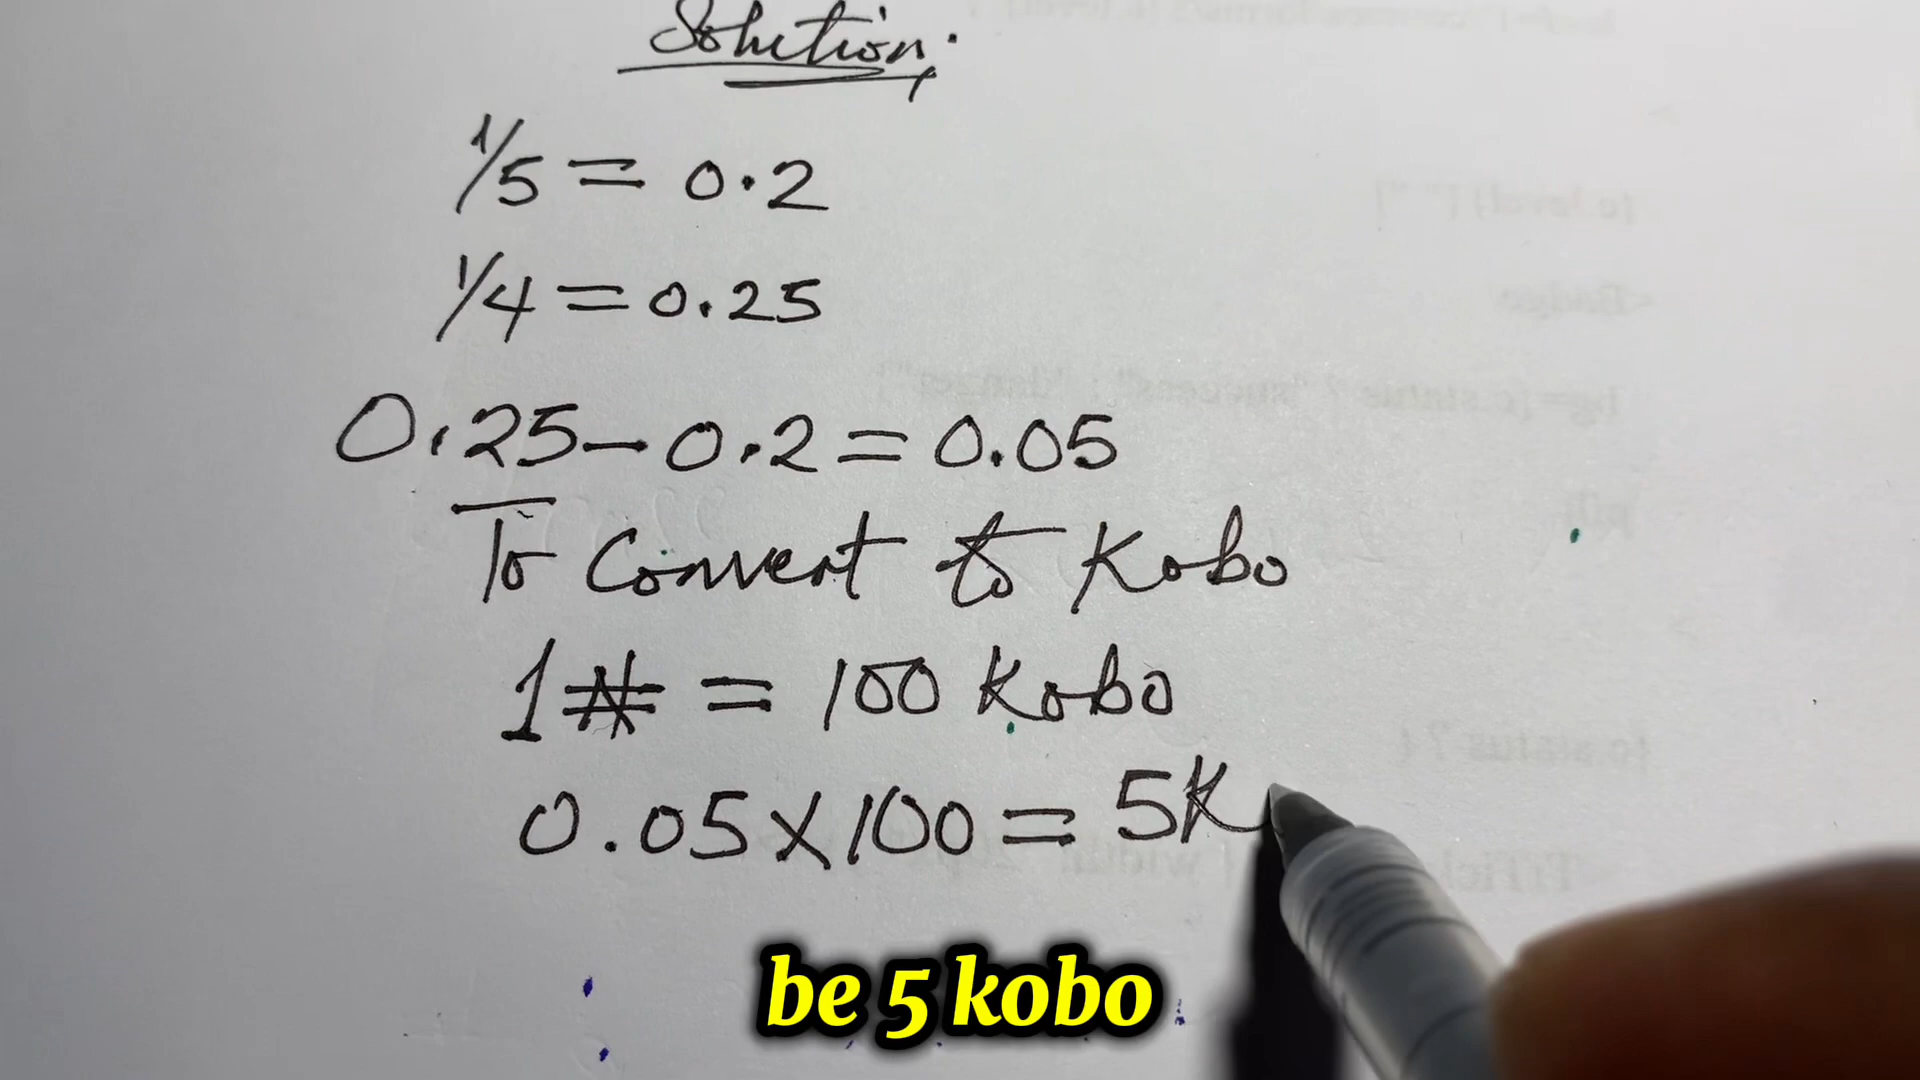 Solution;
1/5 = 0.2
1/4 = 0.25
0.25 - 0.2 = 0.05
To Convert to Kobo
1₦ = 100 Kobo
0.05 x 100 = 5K
be 5 kobo